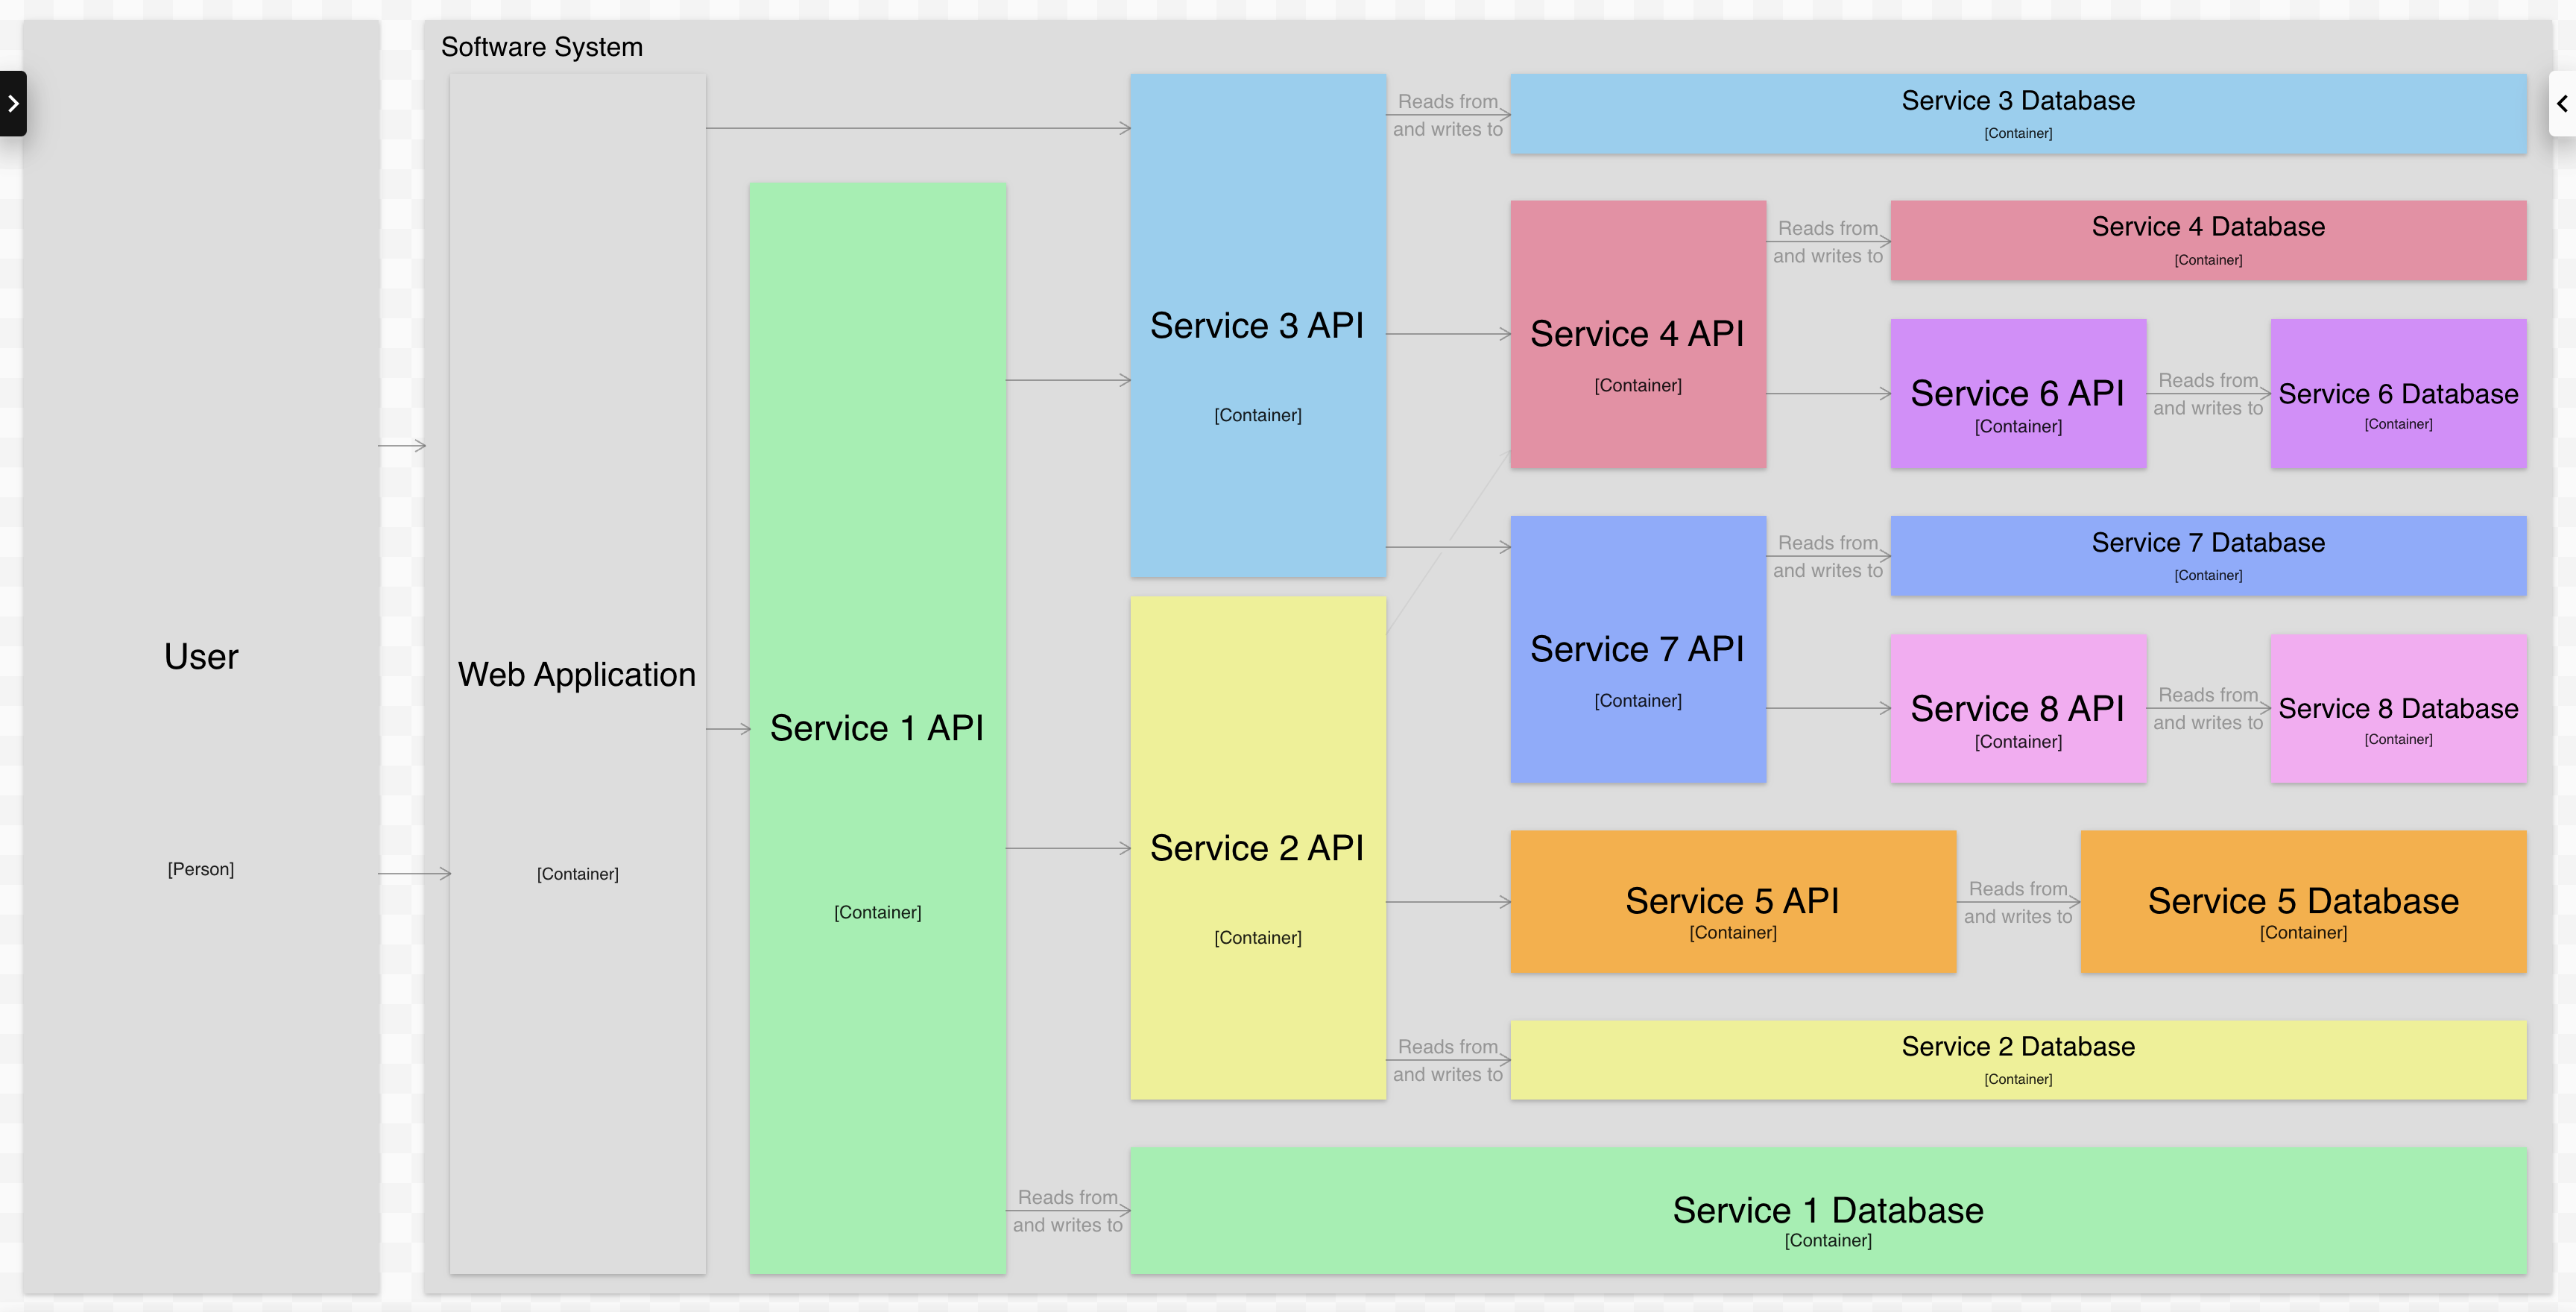 Software System
User
[Person]
Web Application
[Container]
Service 1 API
[Container]
Service 3 API
[Container]
Reads from
and writes to
Service 3 Database
[Container]
Service 4 API
[Container]
Reads from
and writes to
Service 4 Database
[Container]
Service 6 API
[Container]
Reads from
and writes to
Service 6 Database
[Container]
Service 7 API
[Container]
Reads from
and writes to
Service 7 Database
[Container]
Service 8 API
[Container]
Reads from
and writes to
Service 8 Database
[Container]
Service 2 API
[Container]
Service 5 API
[Container]
Reads from
and writes to
Service 5 Database
[Container]
Reads from
and writes to
Service 2 Database
[Container]
Reads from
and writes to
Service 1 Database
[Container]